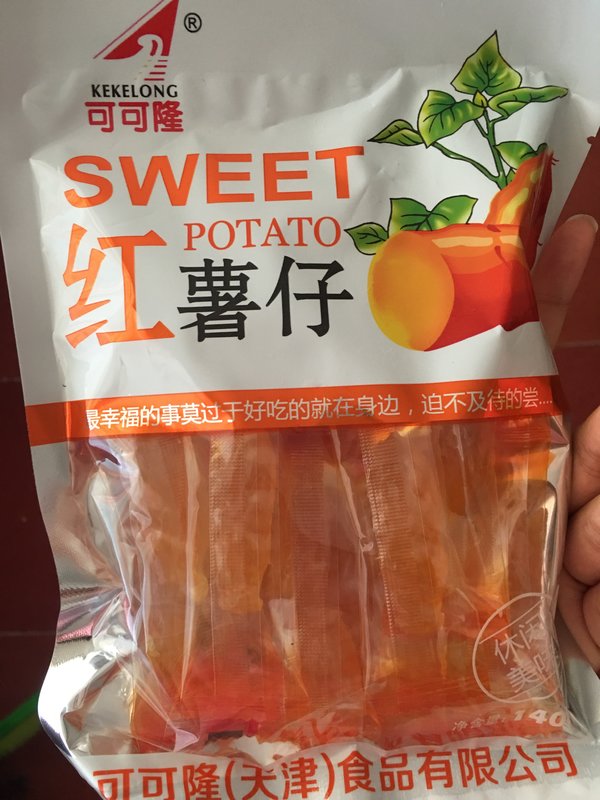 ®
KEKELONG
可可隆
SWEET
POTATO
红薯仔
最幸福的事莫过于好吃的就在身边，迫不及待的尝....
休闲
美味
净含量：140
可可隆(天津)食品有限公司